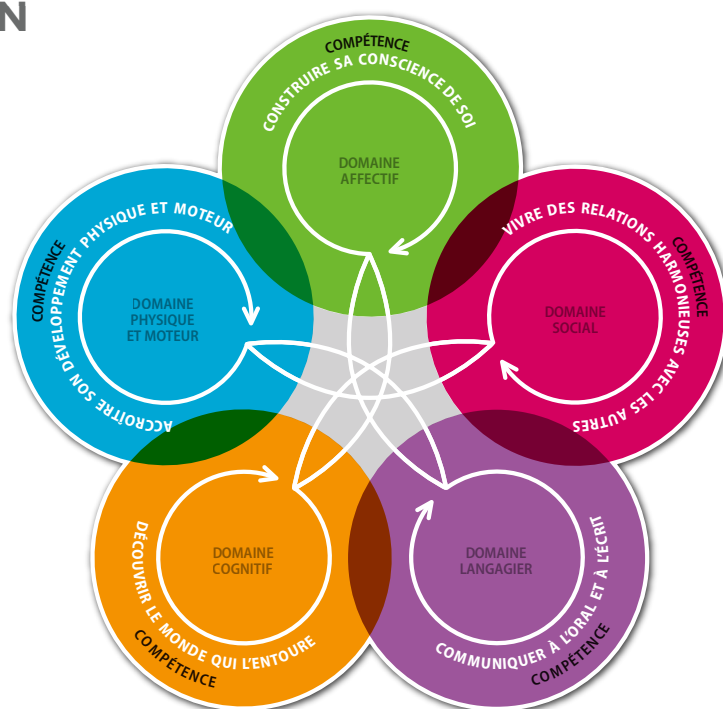 N
COMPÉTENCE
CONSTRUIRE SA CONSCIENCE DE SOI
DOMAINE
AFFECTIF
COMPÉTENCE
ACCROÎTRE SON DÉVELOPPEMENT PHYSIQUE ET MOTEUR
DOMAINE
PHYSIQUE
ET MOTEUR
COMPÉTENCE
VIVRE DES RELATIONS HARMONIEUSES AVEC LES AUTRES
DOMAINE
SOCIAL
DÉCOUVRIR LE MONDE QUI L'ENTOURE
COMPÉTENCE
DOMAINE
COGNITIF
COMMUNIQUER À L'ORAL ET À L'ÉCRIT
COMPÉTENCE
DOMAINE
LANGAGIER